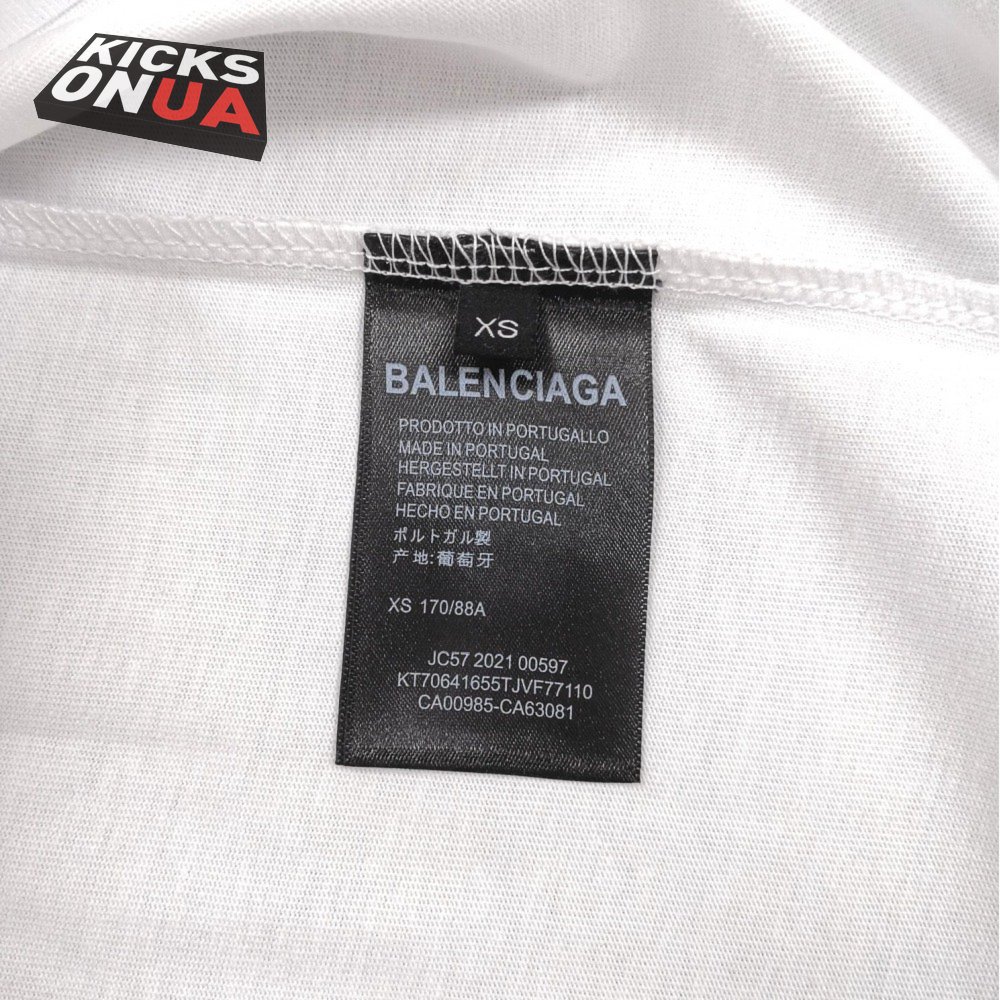 KICKS
ONUA
XS
BALENCIAGA
PRODOTTO IN PORTUGALLO
MADE IN PORTUGAL
HERGESTELLT IN PORTUGAL
FABRIQUE EN PORTUGAL
HECHO EN PORTUGAL
ポルトガル製
产地:葡萄牙
XS 170/88A
JC57 2021 00597
KT70641655TJVF77110
CA00985-CA63081